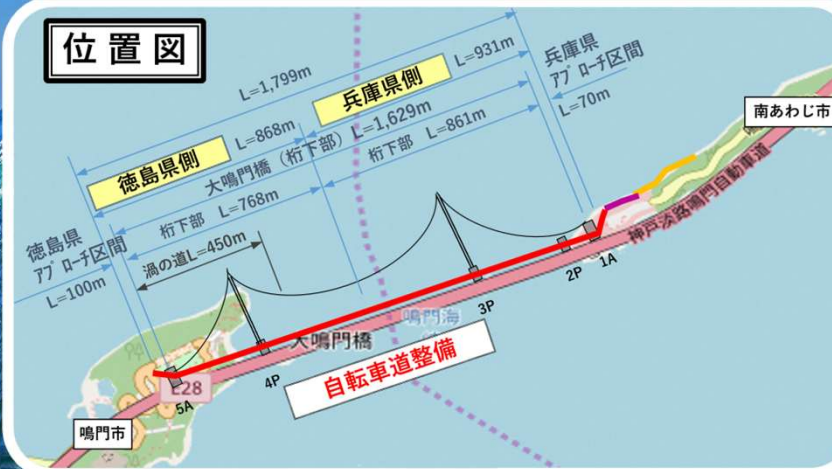 位置図
L=1,799m
L=931m
兵庫県
アプローチ区間
L=70m
兵庫県側
南あわじ市
L=868m
大鳴門橋（桁下部）L=1,629m
徳島県側
桁下部 L=861m
桁下部 L=768m
徳島県
アプローチ区間
L=100m
渦の道L=450m
神戸淡路鳴門自動車道
1A
2P
3P
鳴門海
大鳴門橋
4P
自転車道整備
E28
5A
鳴門市